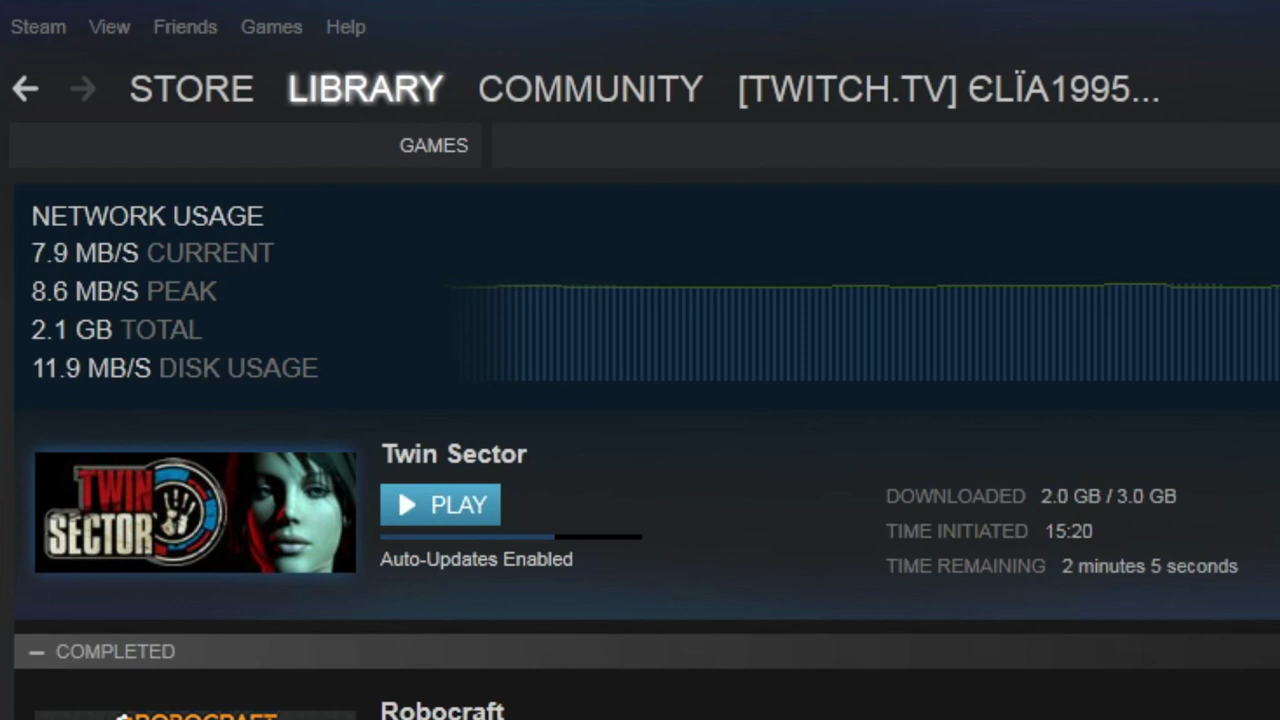 Steam View Friends Games Help
STORE LIBRARY COMMUNITY [TWITCH.TV] ЄLÏA1995...
GAMES
NETWORK USAGE
7.9 MB/S CURRENT
8.6 MB/S PEAK
2.1 GB TOTAL
11.9 MB/S DISK USAGE
TWIN
SECTOR
Twin Sector
PLAY
Auto-Updates Enabled
DOWNLOADED 2.0 GB / 3.0 GB
TIME INITIATED 15:20
TIME REMAINING 2 minutes 5 seconds
COMPLETED
ROBOCRAFT
Robocraft